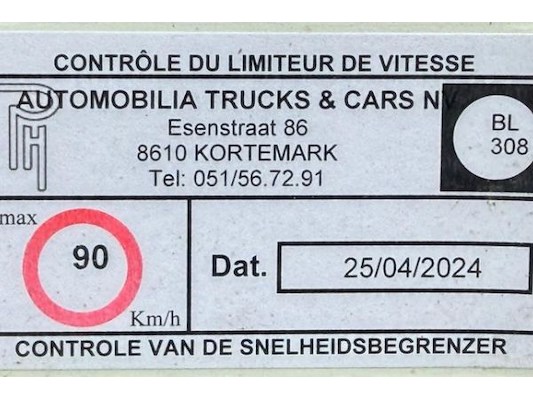 CONTRÔLE DU LIMITEUR DE VITESSE
AUTOMOBILIA TRUCKS & CARS NV
Esenstraat 86
8610 KORTEMARK
Tel: 051/56.72.91
BL
308
PH
max
90
Km/h
Dat.
25/04/2024
CONTROLE VAN DE SNELHEIDSBEGRENZER